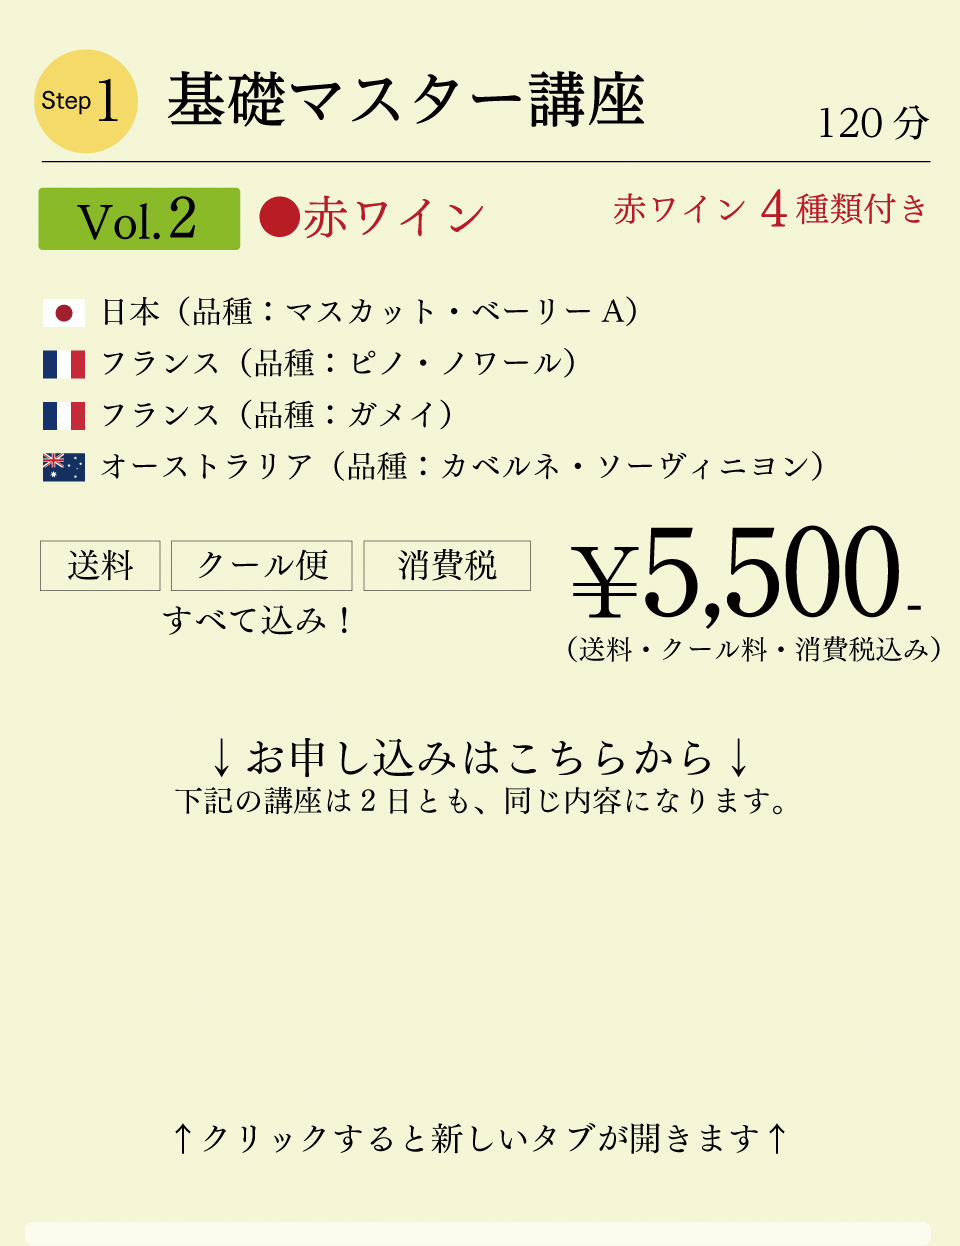 Step 1 基礎マスター講座
120 分
Vol.2 ●赤ワイン 赤ワイン 4 種類付き
日本（品種：マスカット・ベーリー A）
フランス（品種：ピノ・ノワール）
フランス（品種：ガメイ）
オーストラリア（品種：カベルネ・ソーヴィニヨン）
送料 クール便 消費税
すべて込み！
¥5,500-
（送料・クール料・消費税込み）
↓お申し込みはこちらから↓
下記の講座は 2 日とも、同じ内容になります。
↑クリックすると新しいタブが開きます↑